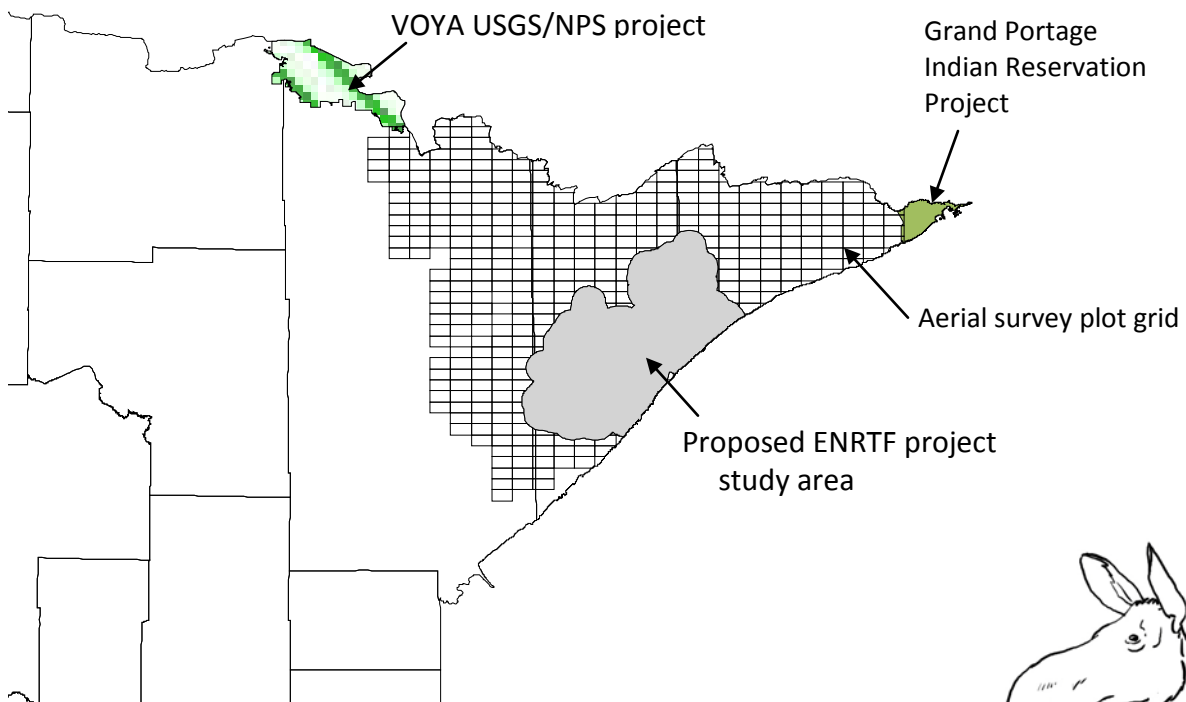 VOYA USGS/NPS project
Grand Portage
Indian Reservation
Project
Aerial survey plot grid
Proposed ENRTF project
study area